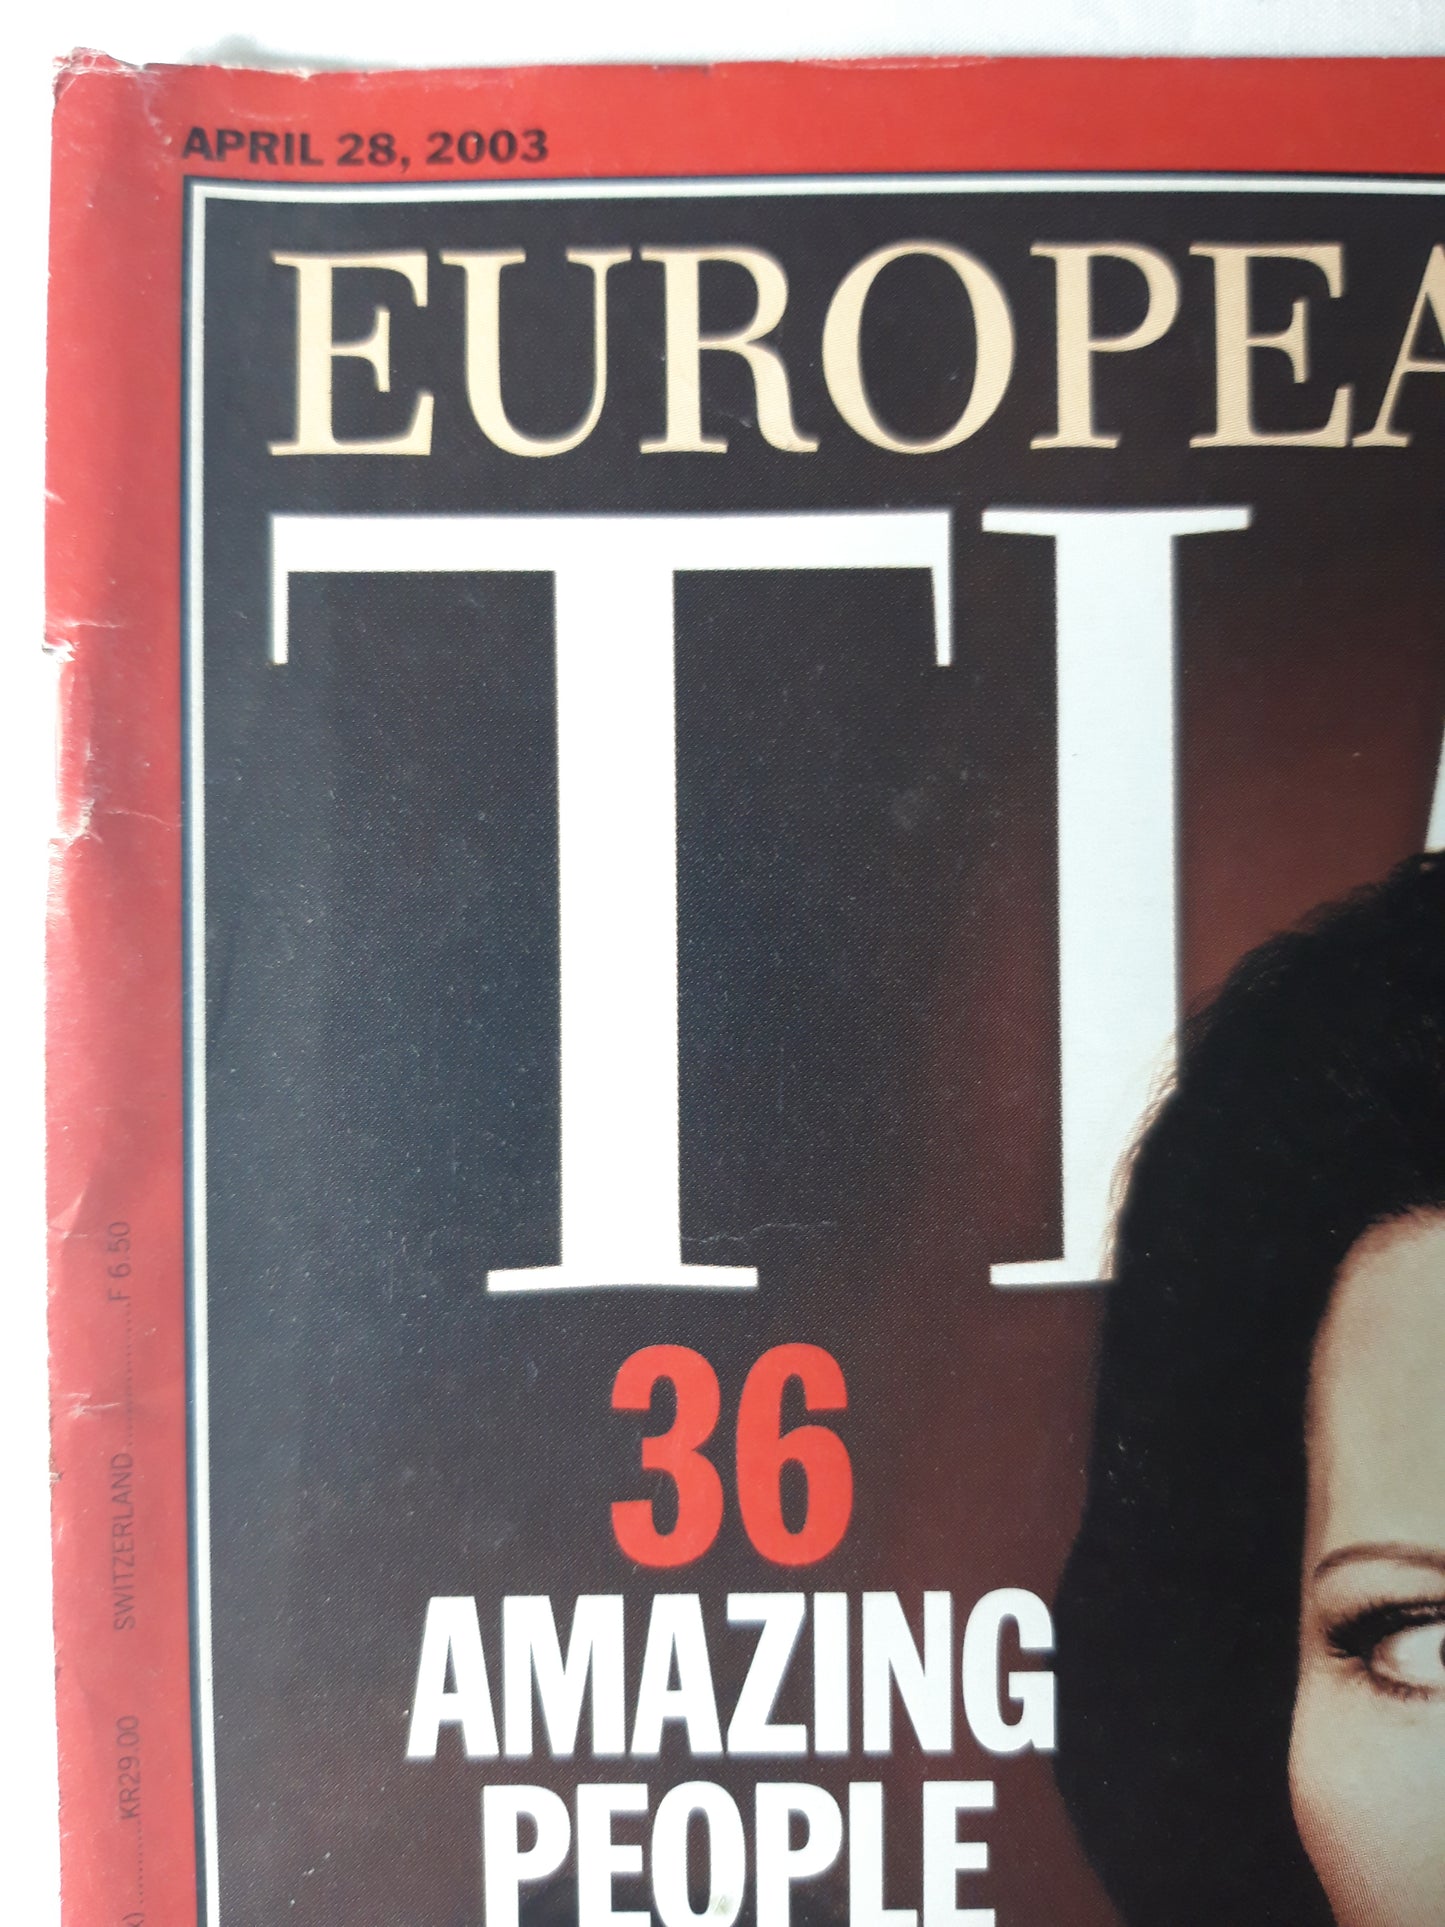 APRIL 28, 2003
EUROPEA
TI
36
AMAZING
PEOPLE
KR29.00 SWITZERLAND ..................F 6.50